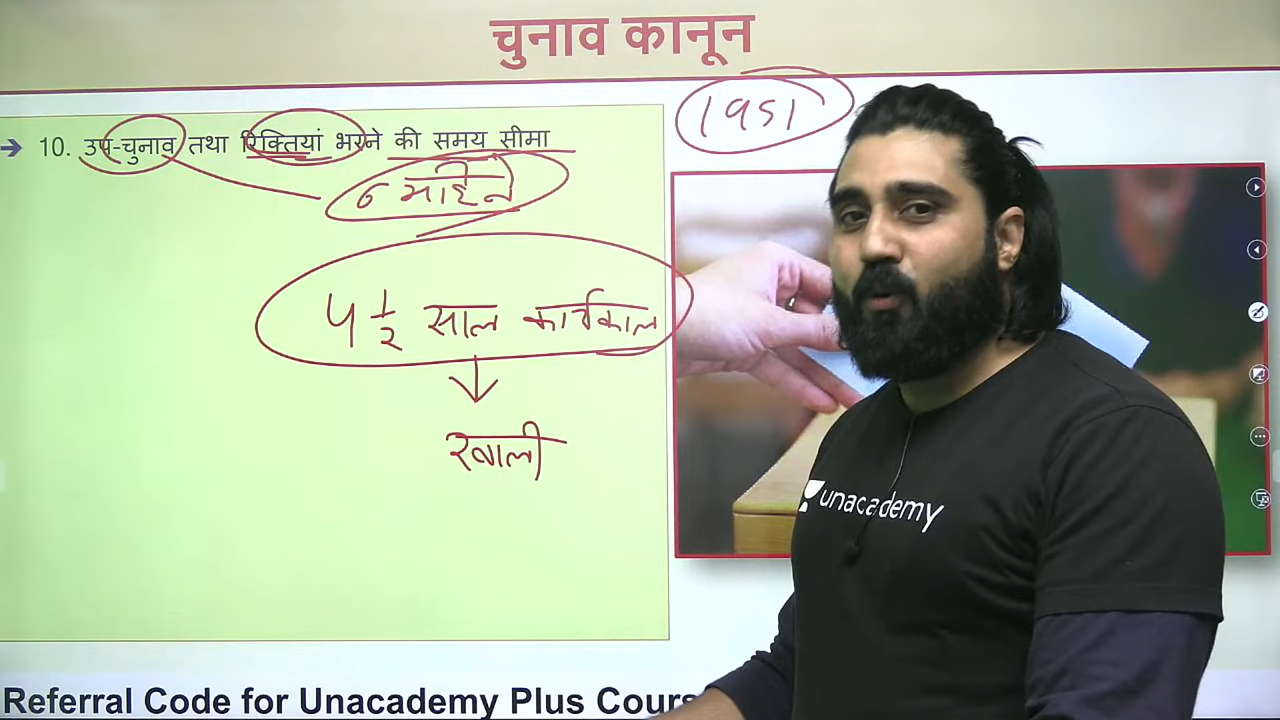 चुनाव कानून
1951
→ 10. उप-चुनाव तथा रिक्तियां भरने की समय सीमा
6 महिने
4 1/2 साल कार्यकाल
खाली
unacademy
Referral Code for Unacademy Plus Cours